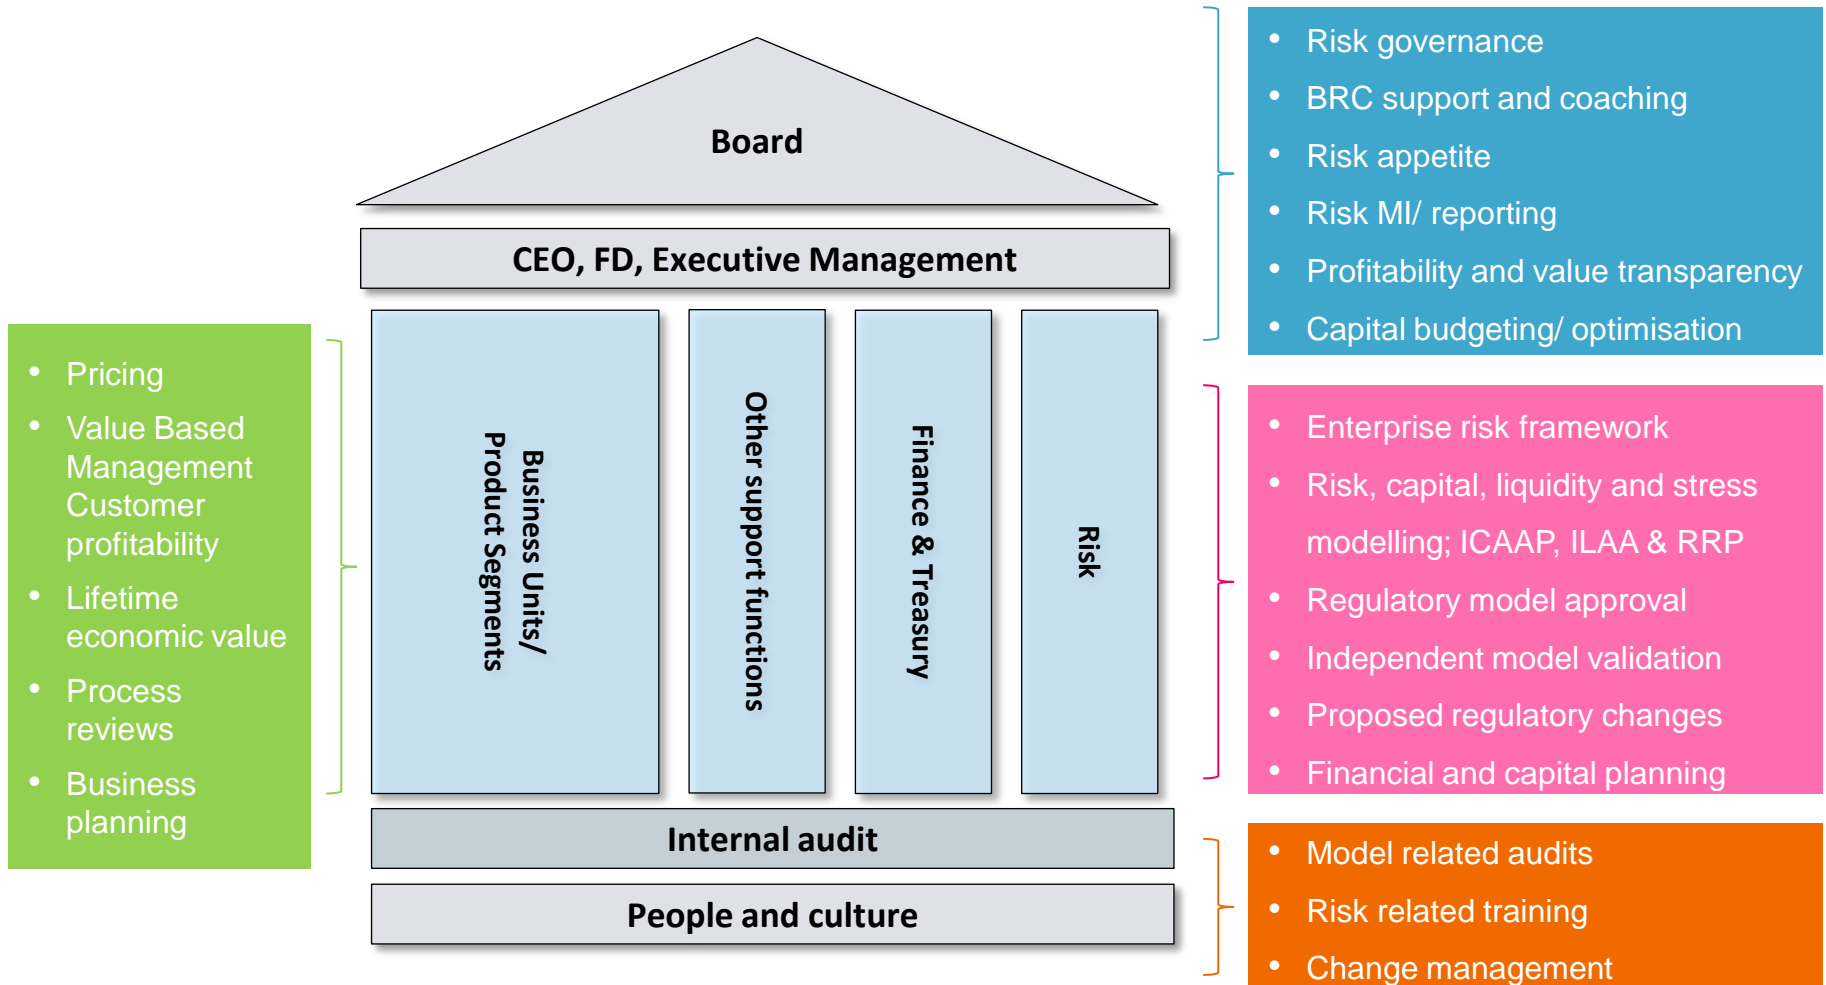 Board
CEO, FD, Executive Management
• Pricing
• Value Based
Management
Customer
profitability
• Lifetime
economic value
• Process
reviews
• Business
planning
Business Units/
Product Segments
Other support functions
Finance & Treasury
Risk
Internal audit
People and culture
• Risk governance
• BRC support and coaching
• Risk appetite
• Risk MI/ reporting
• Profitability and value transparency
• Capital budgeting/ optimisation
• Enterprise risk framework
• Risk, capital, liquidity and stress
modelling; ICAAP, ILAA & RRP
• Regulatory model approval
• Independent model validation
• Proposed regulatory changes
• Financial and capital planning
• Model related audits
• Risk related training
• Change management